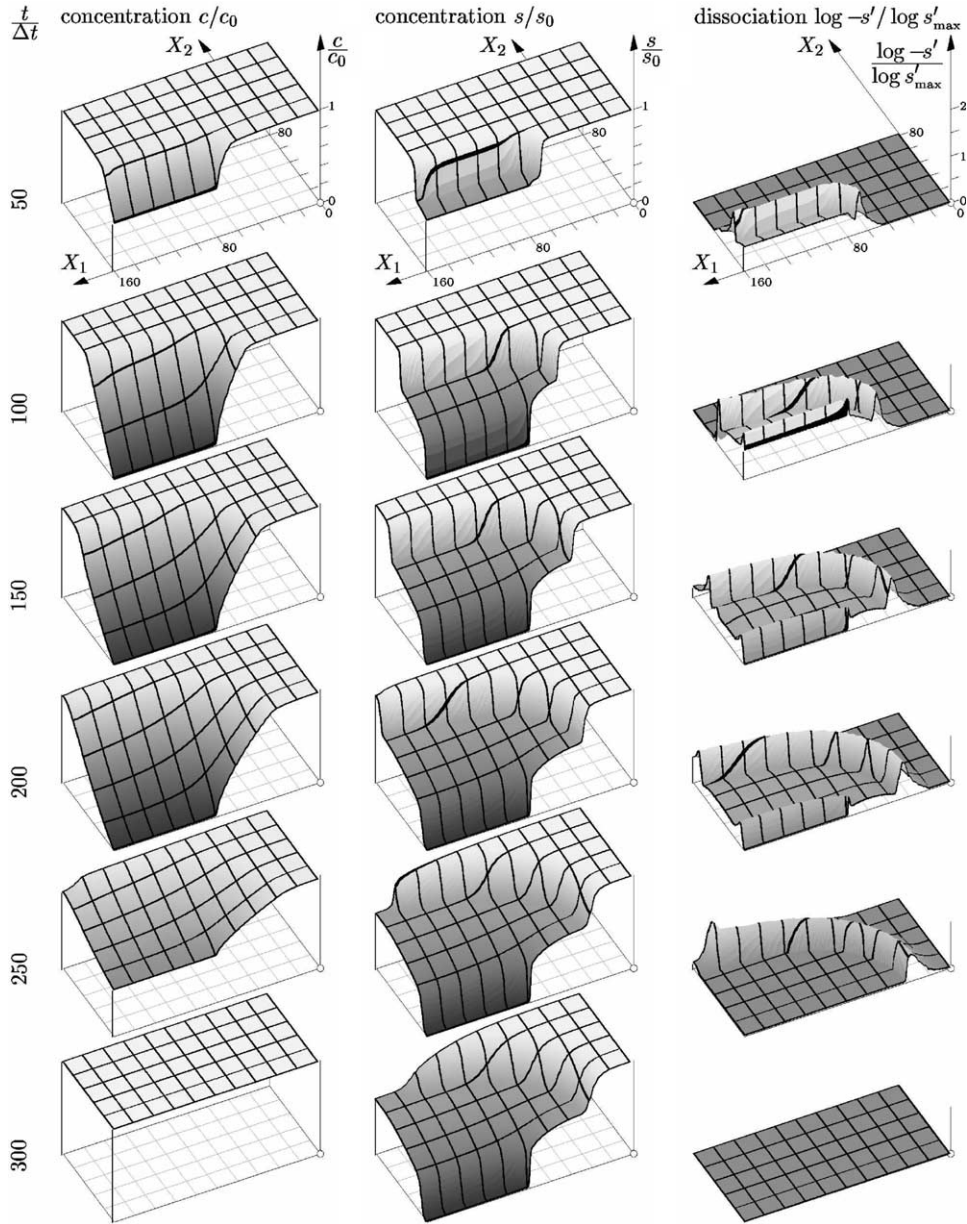 t/Δt
concentration c/c₀
concentration s/s₀
dissociation log −s′/ log s′max
X₂
c/c₀
X₂
s/s₀
X₂
log −s′/log s′max
1
80
0
0
80
160
X₁
1
80
0
0
80
160
X₁
2
1
80
0
0
80
160
X₁
50
100
150
200
250
300